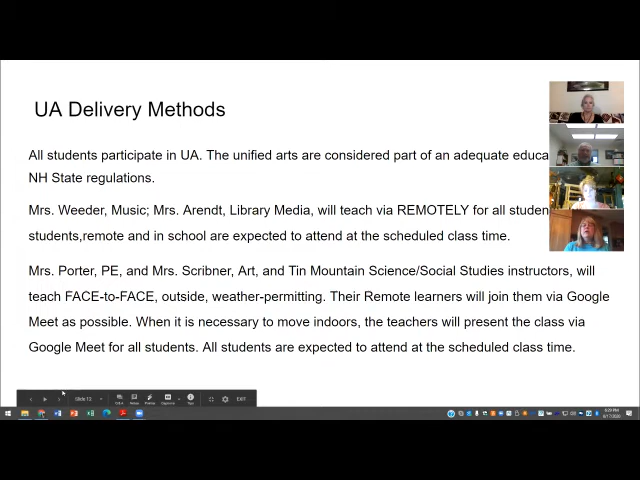 UA Delivery Methods
All students participate in UA. The unified arts are considered part of an adequate
NH State regulations.
Mrs. Weeder, Music; Mrs. Arendt, Library Media, will teach via REMOTELY for all
students,remote and in school are expected to attend at the scheduled class time.
Mrs. Porter, PE, and Mrs. Scribner, Art, and Tin Mountain Science/Social Studies instructors, will
teach FACE-to-FACE, outside, weather-permitting. Their Remote learners will join them via Google
Meet as possible. When it is necessary to move indoors, the teachers will present the class via
Google Meet for all students. All students are expected to attend at the scheduled class time.
Slide 13
EXIT